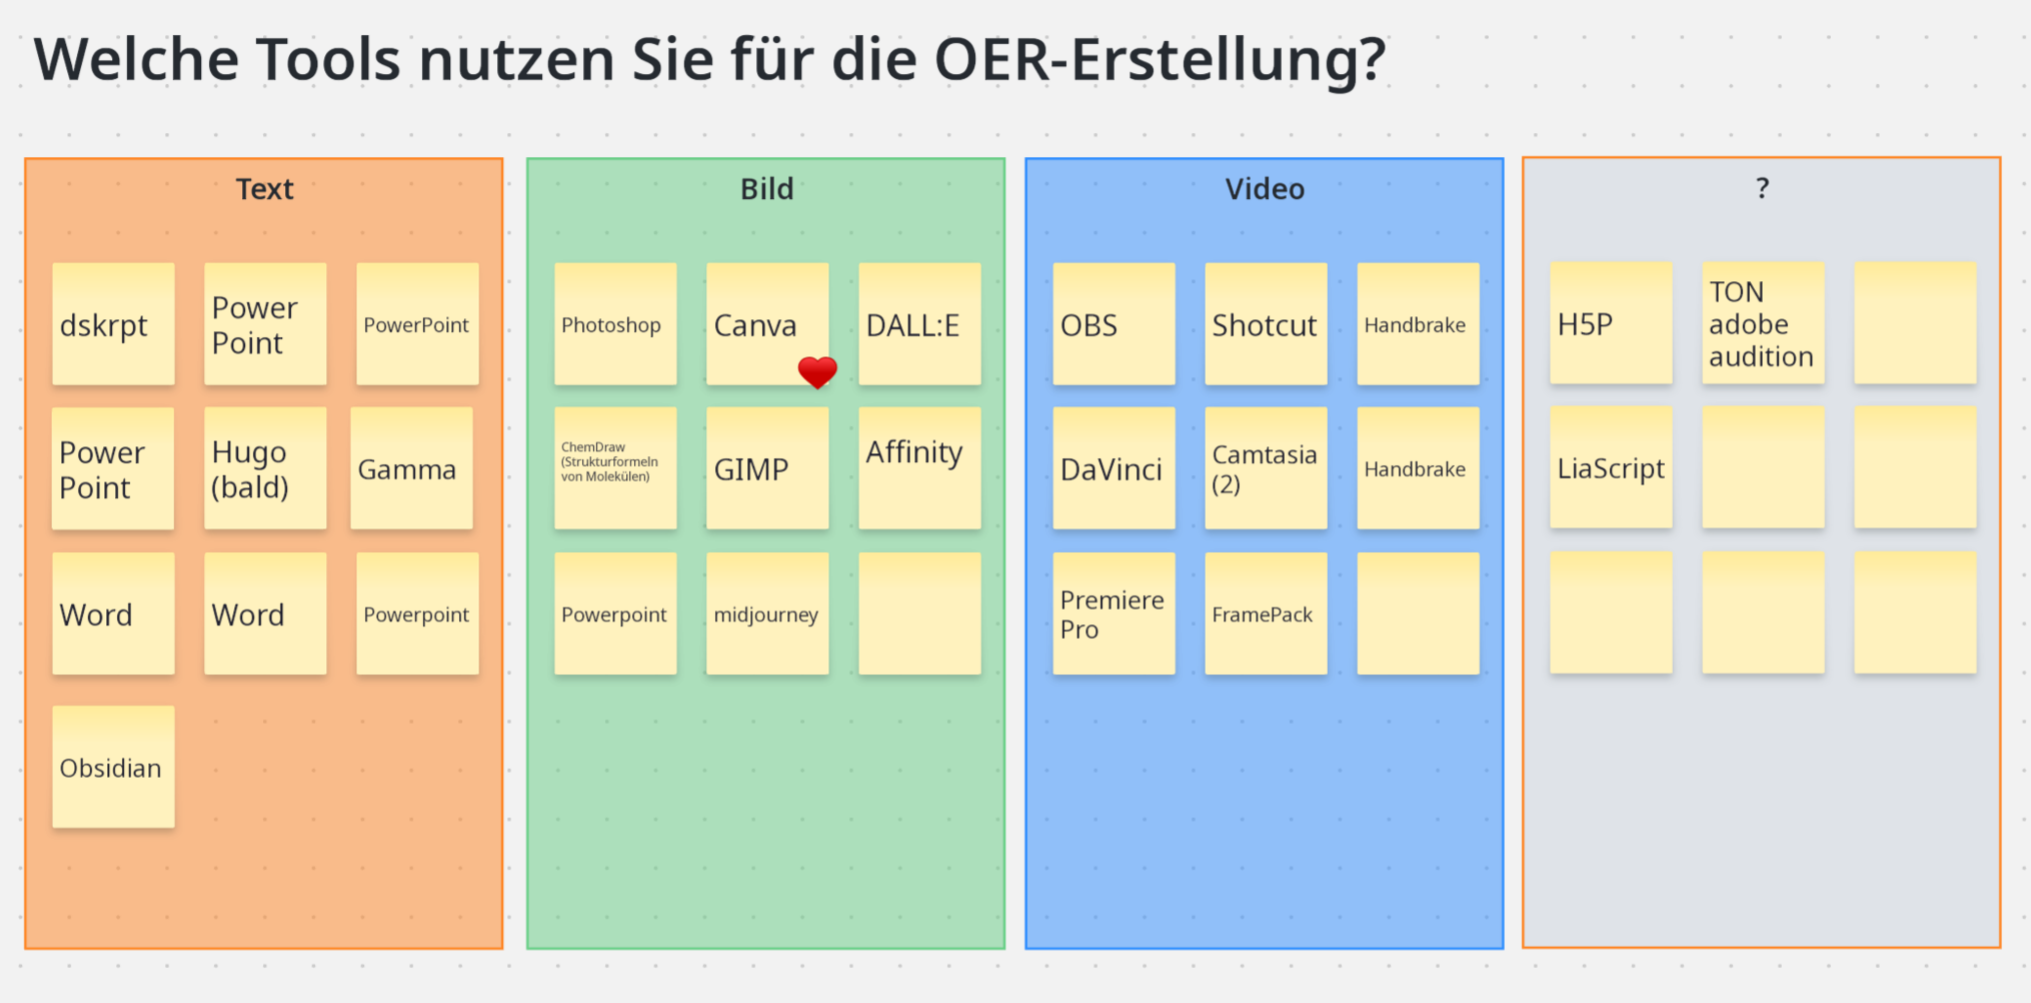 Welche Tools nutzen Sie für die OER-Erstellung?
Text
dskrpt
Power
Point
PowerPoint
Power
Point
Hugo
(bald)
Gamma
Word
Word
Powerpoint
Obsidian
Bild
Photoshop
Canva
DALL:E
ChemDraw
(Strukturformeln
von Molekülen)
GIMP
Affinity
Powerpoint
midjourney
Video
OBS
Shotcut
Handbrake
DaVinci
Camtasia
(2)
Handbrake
Premiere
Pro
FramePack
?
H5P
TON
adobe
audition
LiaScript